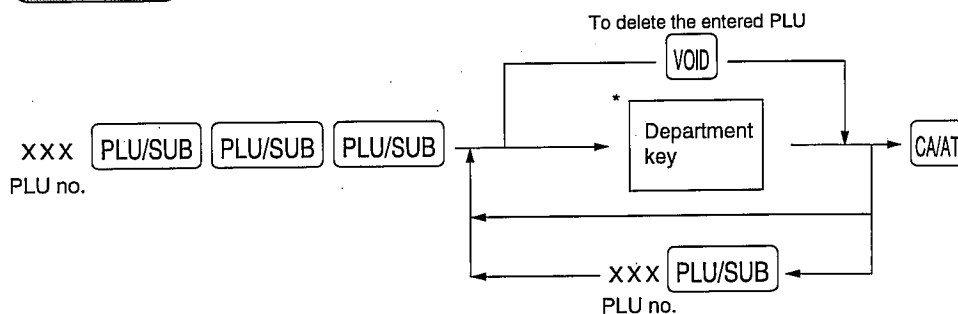 To delete the entered PLU
VOID
*
XXX PLU/SUB PLU/SUB PLU/SUB Department key CA/AT
PLU no.
XXX PLU/SUB
PLU no.